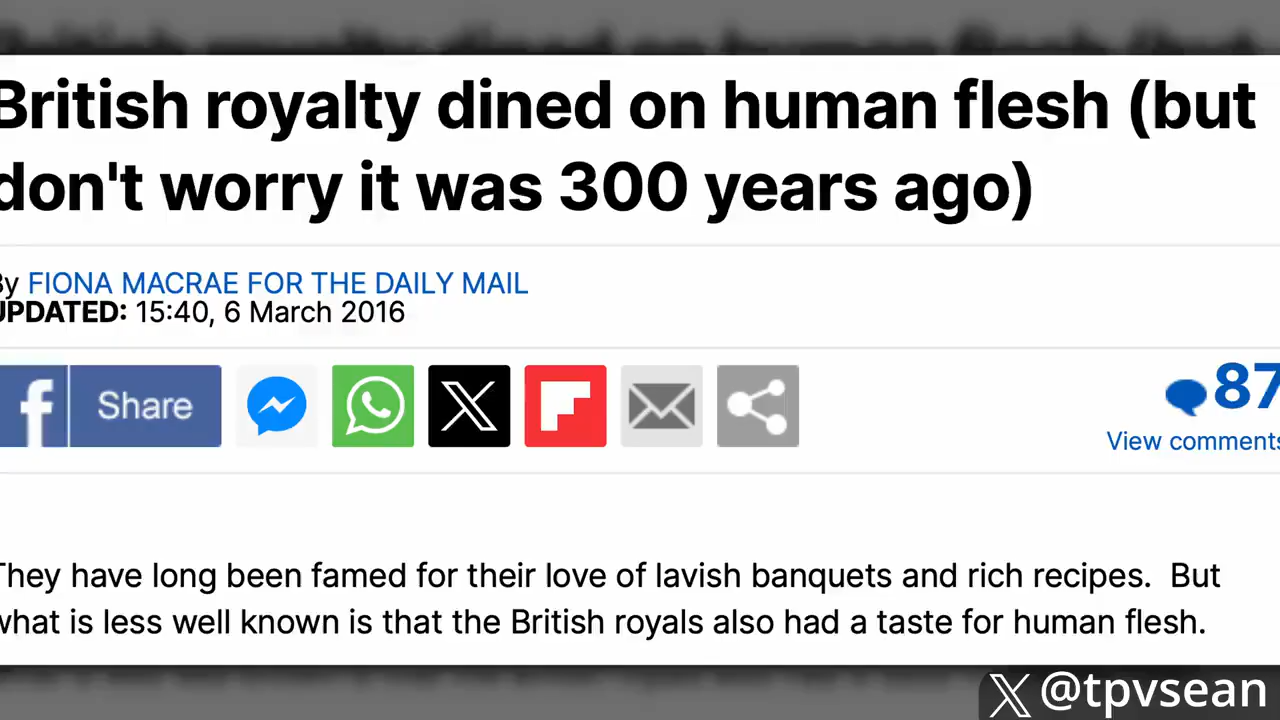 British royalty dined on human flesh (but
don't worry it was 300 years ago)
By FIONA MACRAE FOR THE DAILY MAIL
UPDATED: 15:40, 6 March 2016
Share
87
View comments
They have long been famed for their love of lavish banquets and rich recipes. But
what is less well known is that the British royals also had a taste for human flesh.
@tpvsean